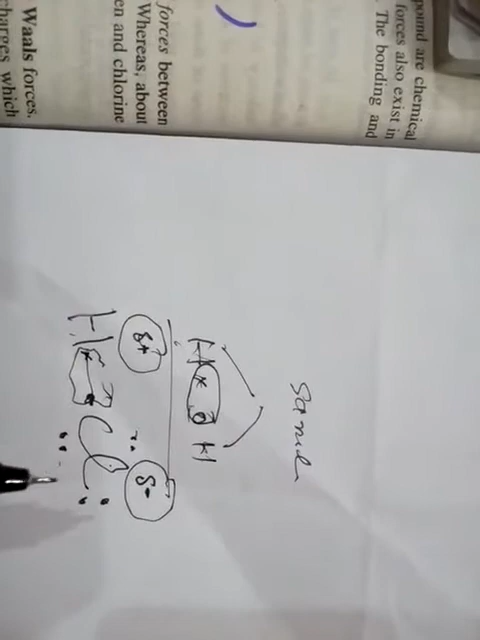 pound are chemical
forces also exist in
The bonding and
forces between
Whereas, about
en and chlorine
Waals forces.
charges which
same
H H
δ+ δ-
H Cl